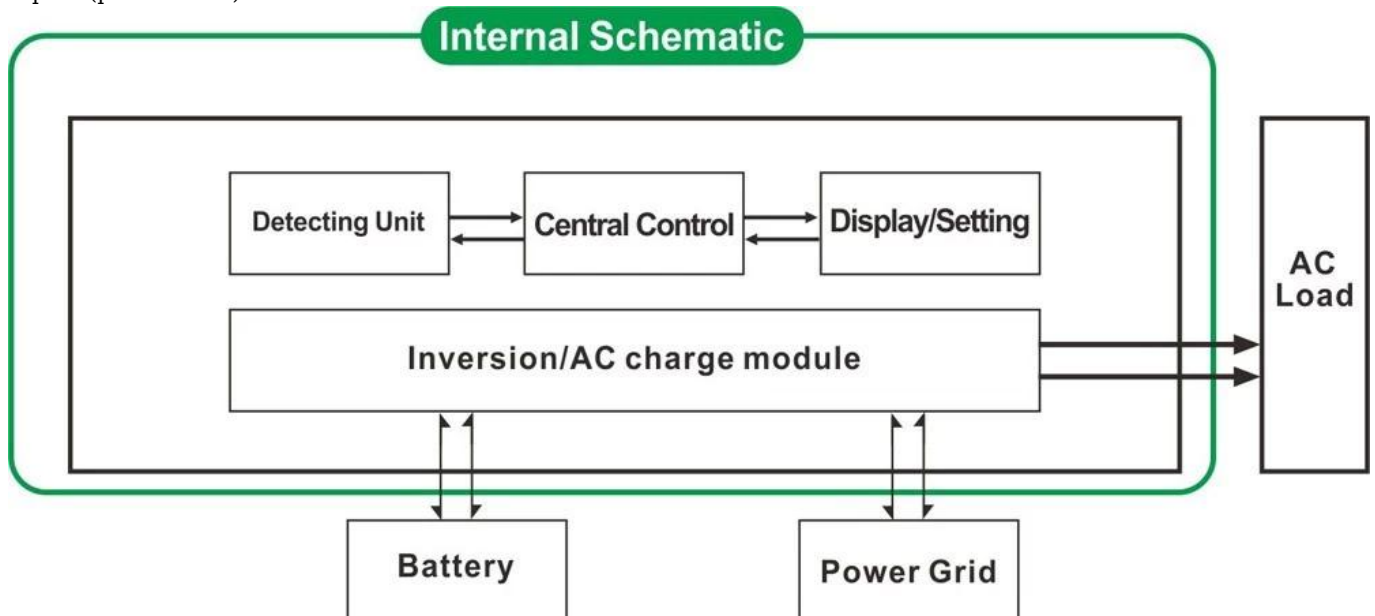 Internal Schematic
Detecting Unit
Central Control
Display/Setting
AC
Load
Inversion/AC charge module
Battery
Power Grid